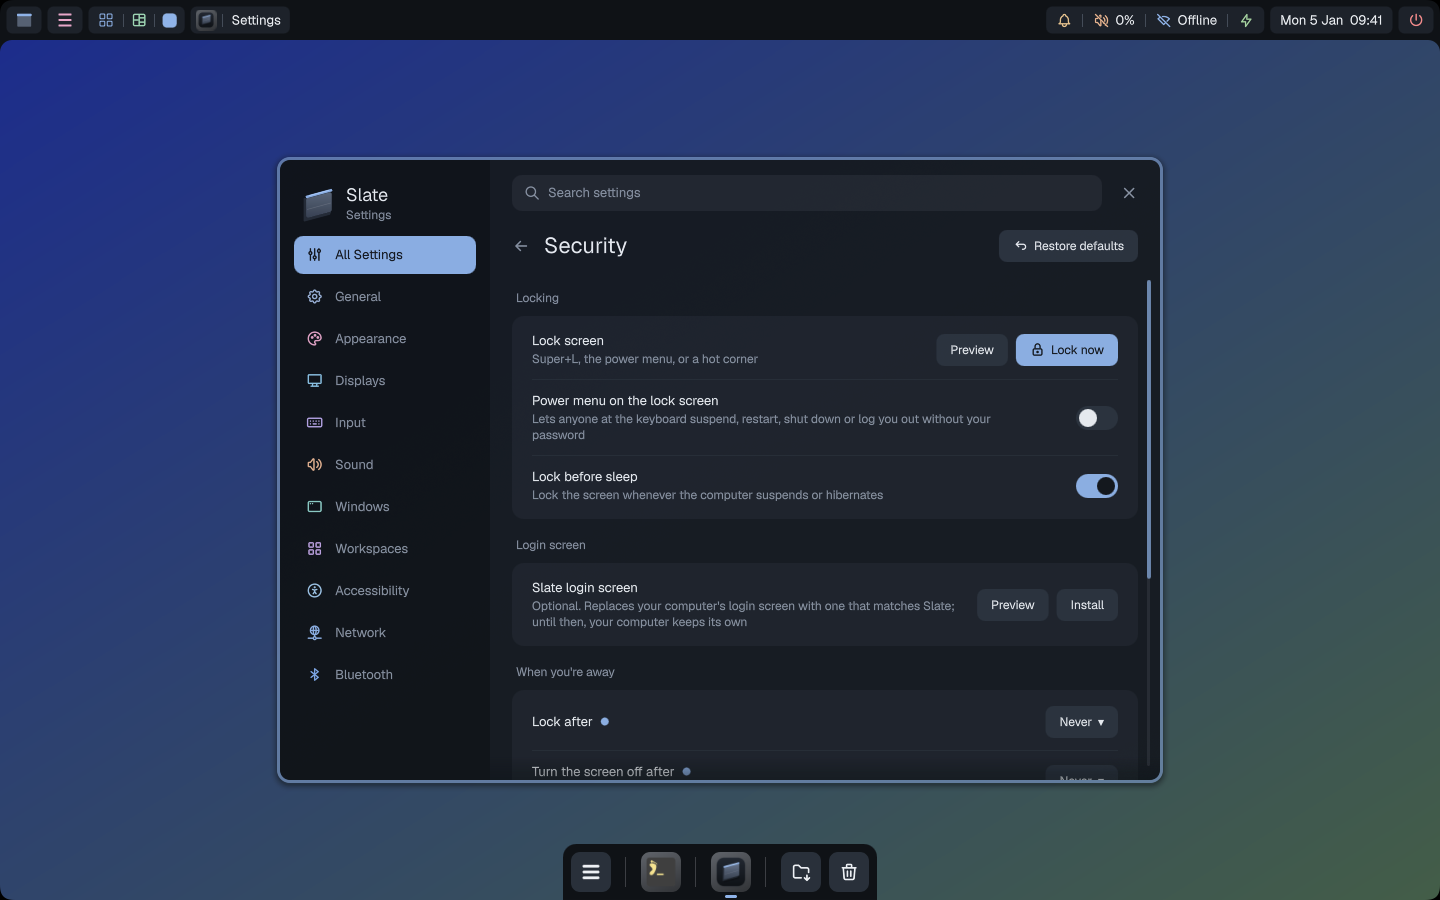 Settings
0%
Offline
Mon 5 Jan 09:41
Slate
Settings
Search settings
All Settings
General
Appearance
Displays
Input
Sound
Windows
Workspaces
Accessibility
Network
Bluetooth
Security
Restore defaults
Locking
Lock screen
Super+L, the power menu, or a hot corner
Preview
Lock now
Power menu on the lock screen
Lets anyone at the keyboard suspend, restart, shut down or log you out without your
password
Lock before sleep
Lock the screen whenever the computer suspends or hibernates
Login screen
Slate login screen
Optional. Replaces your computer's login screen with one that matches Slate;
until then, your computer keeps its own
Preview
Install
When you're away
Lock after
Never
Turn the screen off after
Never